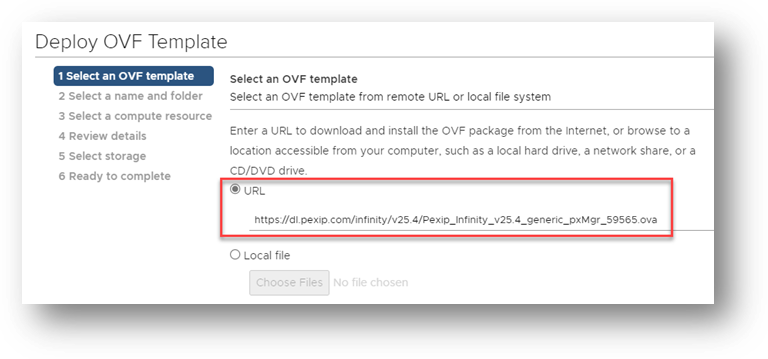 Deploy OVF Template
1 Select an OVF template
2 Select a name and folder
3 Select a compute resource
4 Review details
5 Select storage
6 Ready to complete
Select an OVF template
Select an OVF template from remote URL or local file system
Enter a URL to download and install the OVF package from the Internet, or browse to a
location accessible from your computer, such as a local hard drive, a network share, or a
CD/DVD drive.
URL
https://dl.pexip.com/infinity/v25.4/Pexip_Infinity_v25.4_generic_pxMgr_59565.ova
Local file
Choose Files No file chosen